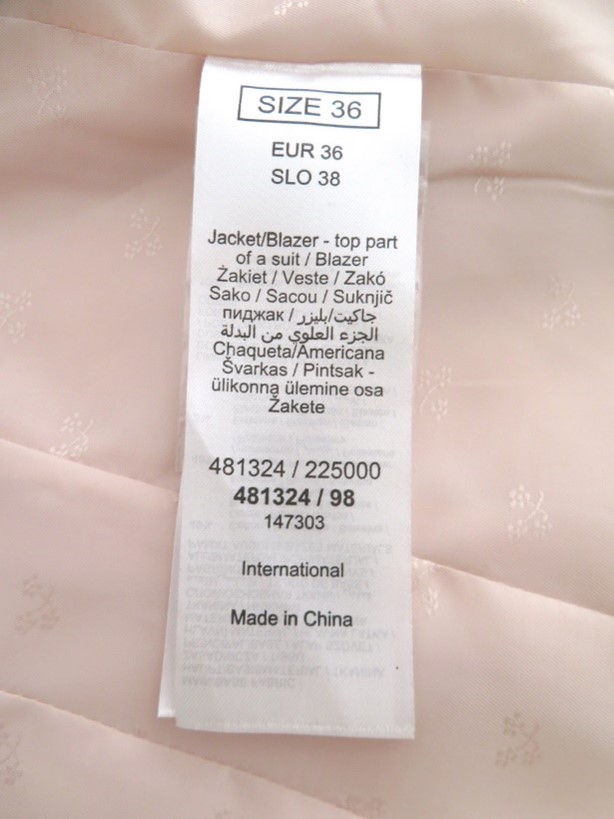 SIZE 36
EUR 36
SLO 38
Jacket/Blazer - top part
of a suit / Blazer
Żakiet / Veste / Zakó
Sako / Sacou / Suknjič
пиджак / جاكيت/بليزر
الجزء العلوي من البدلة
Chaqueta/Americana
Švarkas / Pintsak -
ülikonna ülemine osa
Žakete
481324 / 225000
481324 / 98
147303
International
Made in China